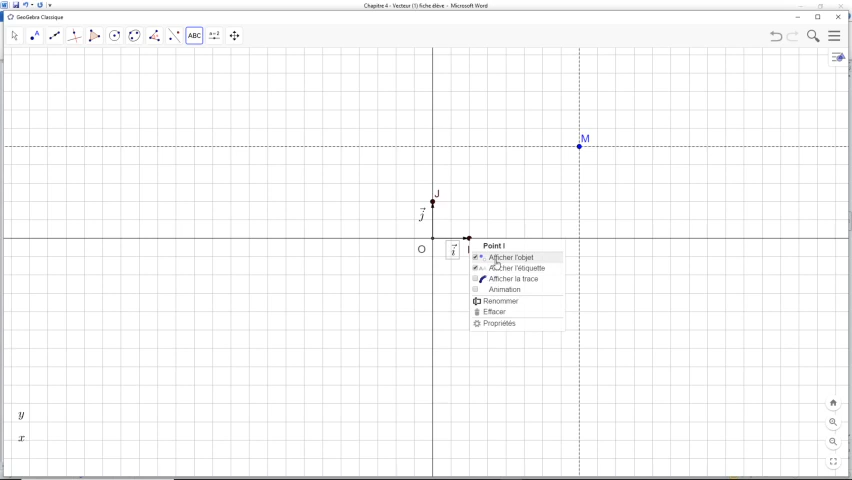 Chapitre 4 - Vecteur (1) fiche élève - Microsoft Word
GeoGebra Classique
ABC
a=2
M
J
j
O
i
I
Point I
Afficher l'objet
Afficher l'étiquette
Afficher la trace
Animation
Renommer
Effacer
Propriétés
y
x